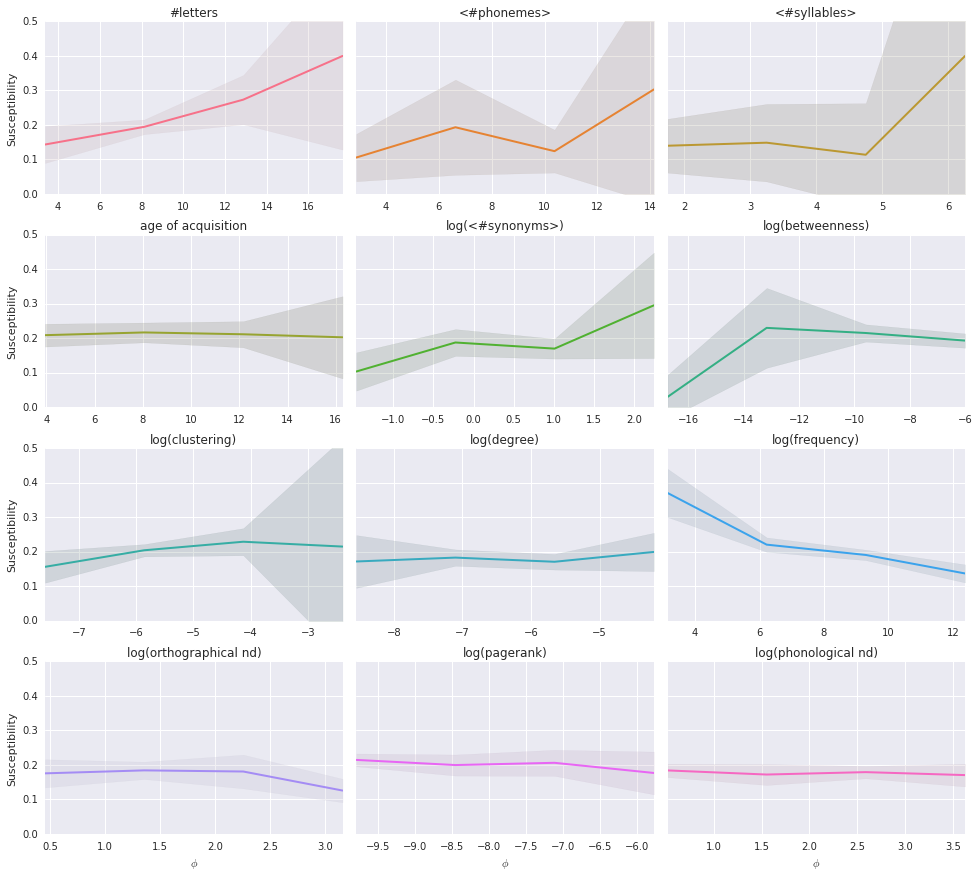 #letters <#phonemes> <#syllables>
0.5
0.4
0.3
0.2
0.1
0.0
Susceptibility
4 6 8 10 12 14 16 4 6 8 10 12 14 2 3 4 5 6
age of acquisition log(<#synonyms>) log(betweenness)
0.5
0.4
0.3
0.2
0.1
0.0
Susceptibility
4 6 8 10 12 14 16 −1.0 −0.5 0.0 0.5 1.0 1.5 2.0 −16 −14 −12 −10 −8 −6
log(clustering) log(degree) log(frequency)
0.5
0.4
0.3
0.2
0.1
0.0
Susceptibility
−7 −6 −5 −4 −3 −8 −7 −6 −5 4 6 8 10 12
log(orthographical nd) log(pagerank) log(phonological nd)
0.5
0.4
0.3
0.2
0.1
0.0
Susceptibility
0.5 1.0 1.5 2.0 2.5 3.0 −9.5 −9.0 −8.5 −8.0 −7.5 −7.0 −6.5 −6.0 1.0 1.5 2.0 2.5 3.0 3.5
ϕ ϕ ϕ